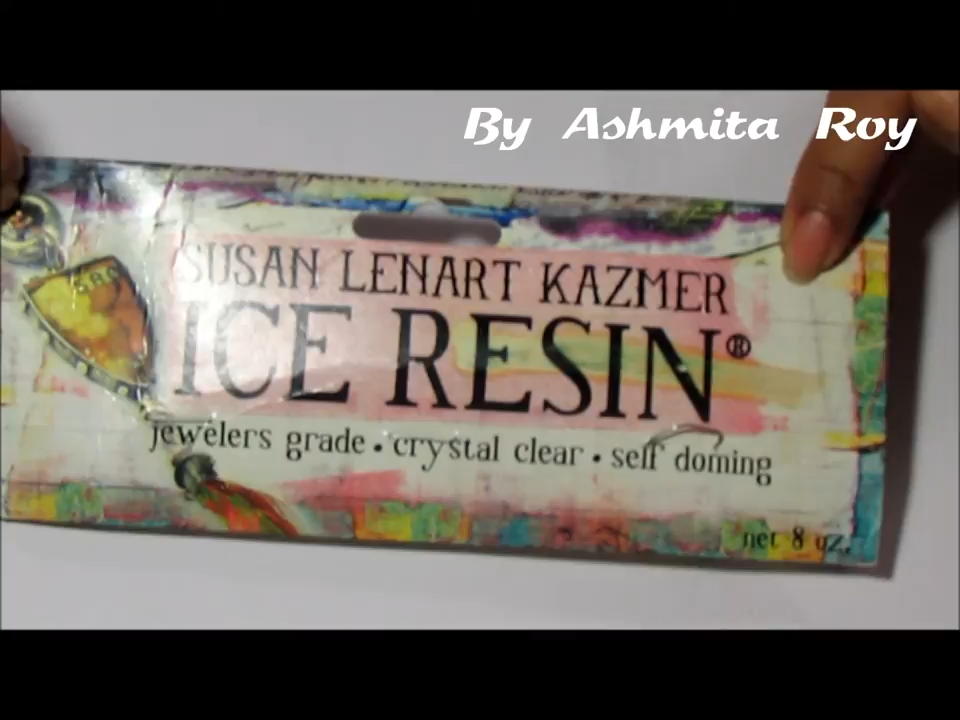 By Ashmita Roy
SUSAN LENART KAZMER
ICE RESIN®
jewelers grade • crystal clear • self doming
net 8 oz.